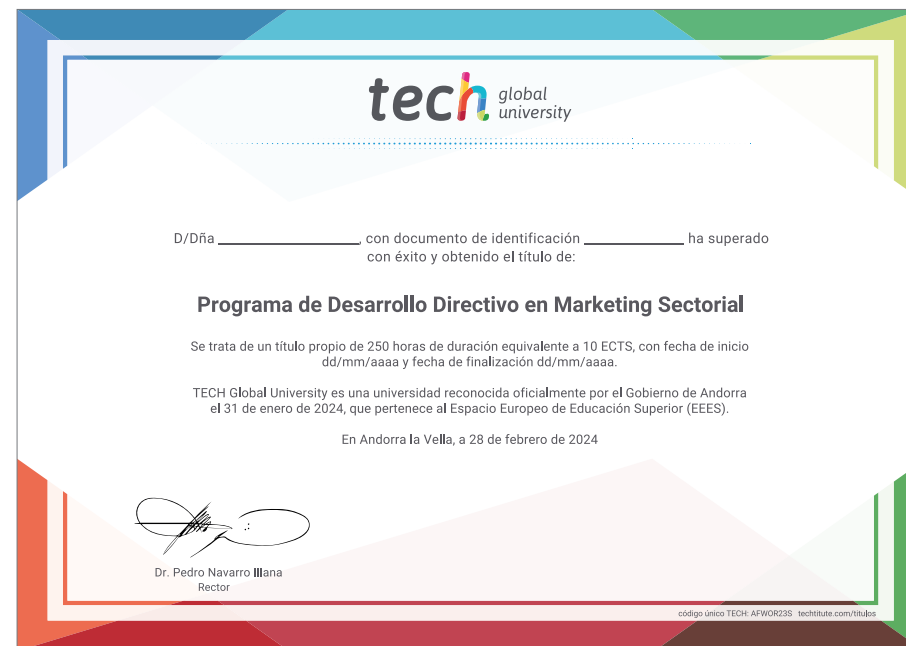 tech global university
D/Dña ____________________, con documento de identificación ______________ ha superado
con éxito y obtenido el título de:
Programa de Desarrollo Directivo en Marketing Sectorial
Se trata de un título propio de 250 horas de duración equivalente a 10 ECTS, con fecha de inicio
dd/mm/aaaa y fecha de finalización dd/mm/aaaa.
TECH Global University es una universidad reconocida oficialmente por el Gobierno de Andorra
el 31 de enero de 2024, que pertenece al Espacio Europeo de Educación Superior (EEES).
En Andorra la Vella, a 28 de febrero de 2024
Dr. Pedro Navarro Illana
Rector
código único TECH: AFWOR23S techtitute.com/titulos